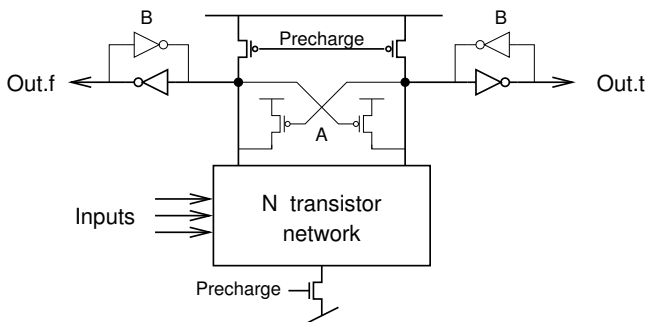 B
B
Precharge
Out.f
Out.t
A
N transistor
network
Inputs
Precharge